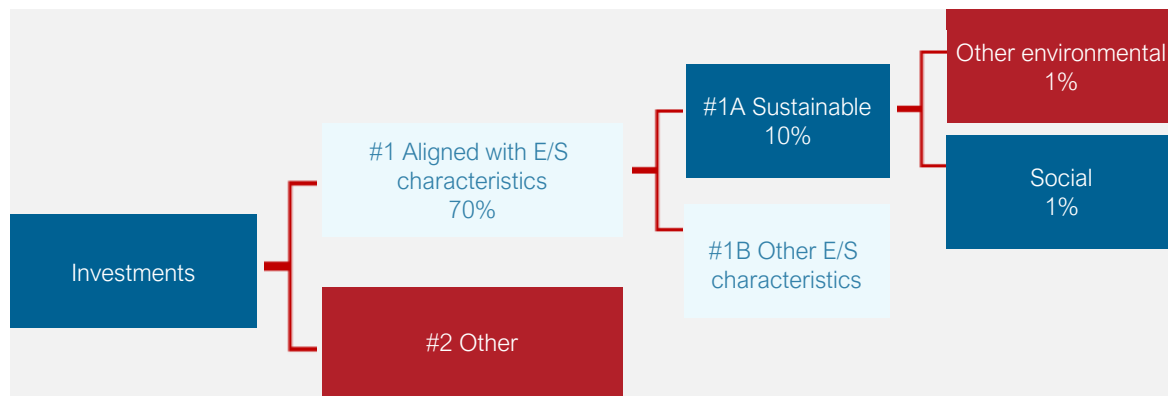 Investments
#1 Aligned with E/S
characteristics
70%
#2 Other
#1A Sustainable
10%
#1B Other E/S
characteristics
Other environmental
1%
Social
1%